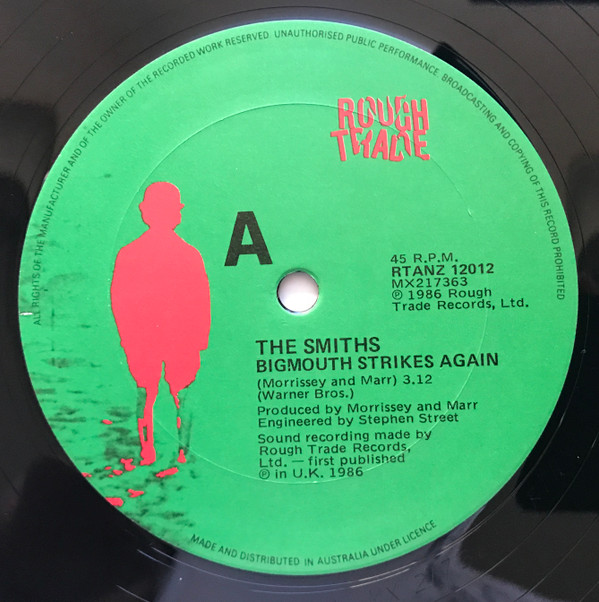 ALL RIGHTS OF THE MANUFACTURER AND OF THE OWNER OF THE RECORDED WORK RESERVED UNAUTHORISED PUBLIC PERFORMANCE BROADCASTING AND COPYING OF THIS RECORD PROHIBITED
ROUGH
TRADE
A
45 R.P.M.
RTANZ 12012
MX217363
℗ 1986 Rough
Trade Records, Ltd.
THE SMITHS
BIGMOUTH STRIKES AGAIN
(Morrissey and Marr) 3.12
(Warner Bros.)
Produced by Morrissey and Marr
Engineered by Stephen Street
Sound recording made by
Rough Trade Records,
Ltd. — first published
℗ in U.K. 1986
MADE AND DISTRIBUTED IN AUSTRALIA UNDER LICENCE